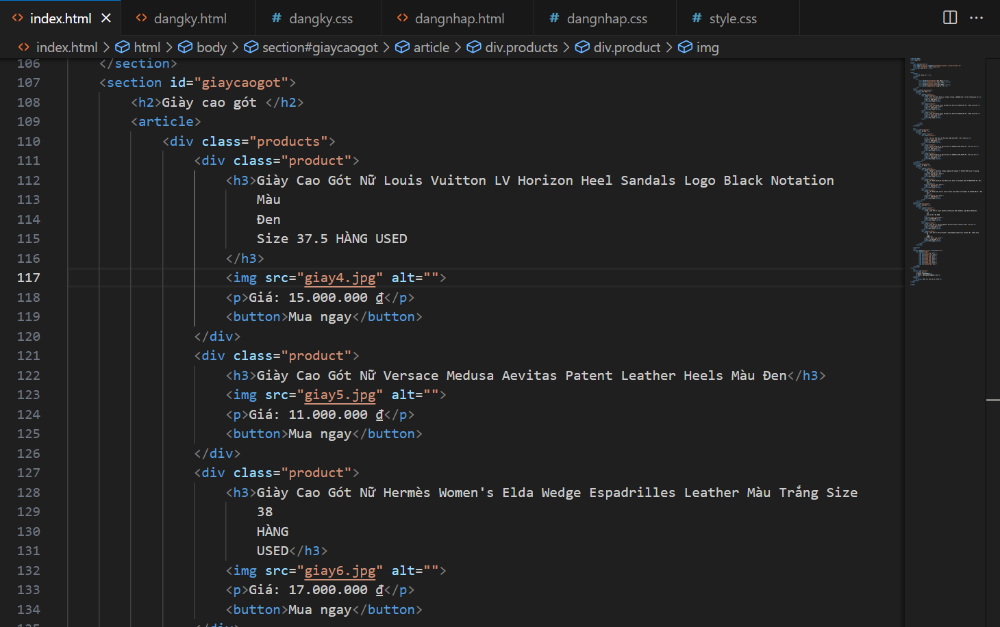 index.html
dangky.html
# dangky.css
dangnhap.html
# dangnhap.css
# style.css
index.html > html > body > section#giaycaogot > article > div.products > div.product > img
106 </section>
107 <section id="giaycaogot">
108 <h2>Giày cao gót </h2>
109 <article>
110 <div class="products">
111 <div class="product">
112 <h3>Giày Cao Gót Nữ Louis Vuitton LV Horizon Heel Sandals Logo Black Notation
113 Màu
114 Đen
115 Size 37.5 HÀNG USED
116 </h3>
117 <img src="giay4.jpg" alt="">
118 <p>Giá: 15.000.000 ₫</p>
119 <button>Mua ngay</button>
120 </div>
121 <div class="product">
122 <h3>Giày Cao Gót Nữ Versace Medusa Aevitas Patent Leather Heels Màu Đen</h3>
123 <img src="giay5.jpg" alt="">
124 <p>Giá: 11.000.000 ₫</p>
125 <button>Mua ngay</button>
126 </div>
127 <div class="product">
128 <h3>Giày Cao Gót Nữ Hermès Women's Elda Wedge Espadrilles Leather Màu Trắng Size
129 38
130 HÀNG
131 USED</h3>
132 <img src="giay6.jpg" alt="">
133 <p>Giá: 17.000.000 ₫</p>
134 <button>Mua ngay</button>
135 </div>